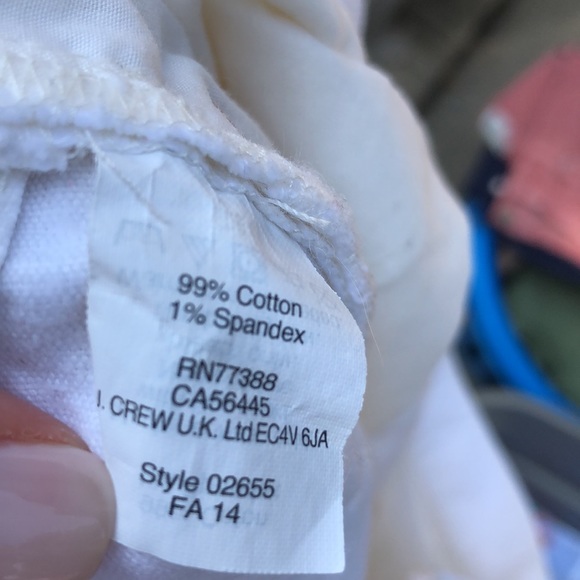 99% Cotton
1% Spandex
RN77388
CA56445
J. CREW U.K. Ltd EC4V 6JA
Style 02655
FA 14